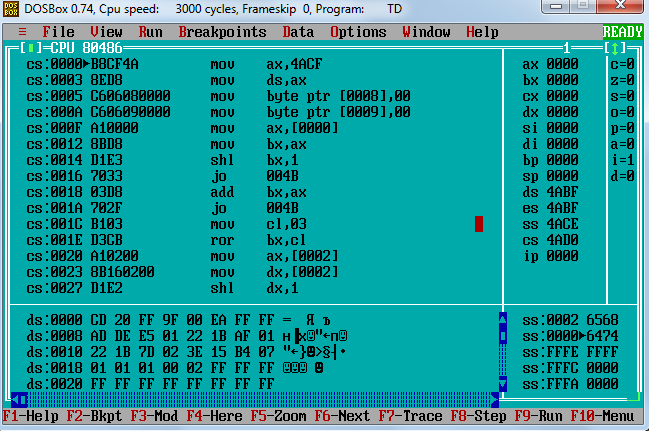 DOSBox 0.74, Cpu speed: 3000 cycles, Frameskip 0, Program: TD
≡ File View Run Breakpoints Data Options Window Help READY
[▮]=CPU 80486 1 [↕]
cs:0000►B8CF4A mov ax,4ACF ax 0000 c=0
cs:0003 8ED8 mov ds,ax bx 0000 z=0
cs:0005 C606080000 mov byte ptr [0008],00 cx 0000 s=0
cs:000A C606090000 mov byte ptr [0009],00 dx 0000 o=0
cs:000F A10000 mov ax,[0000] si 0000 p=0
cs:0012 8BD8 mov bx,ax di 0000 a=0
cs:0014 D1E3 shl bx,1 bp 0000 i=1
cs:0016 7033 jo 004B sp 0000 d=0
cs:0018 03D8 add bx,ax ds 4ABF
cs:001A 702F jo 004B es 4ABF
cs:001C B103 mov cl,03 ss 4ACE
cs:001E D3CB ror bx,cl cs 4AD0
cs:0020 A10200 mov ax,[0002] ip 0000
cs:0023 8B160200 mov dx,[0002]
cs:0027 D1E2 shl dx,1
ds:0000 CD 20 FF 9F 00 EA FF FF = Я ъ ss:0002 6568
ds:0008 AD DE E5 01 22 1B AF 01 н▐х☺"←п☺ ss:0000►6474
ds:0010 22 1B 7D 02 3E 15 B4 07 "←}☻>§┤• ss:FFFE FFFF
ds:0018 01 01 01 00 02 FF FF FF ☺☺☺ ☻ ss:FFFC 0000
ds:0020 FF FF FF FF FF FF FF FF ss:FFFA 0000
F1-Help F2-Bkpt F3-Mod F4-Here F5-Zoom F6-Next F7-Trace F8-Step F9-Run F10-Menu